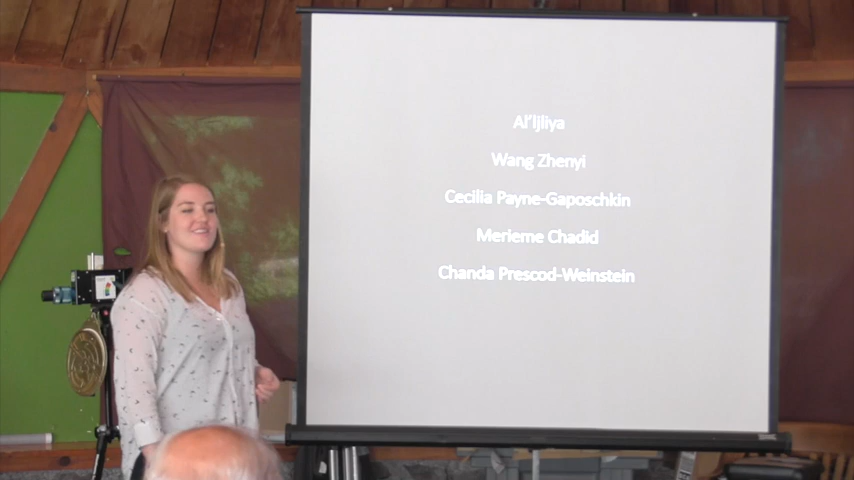 Al'Ijliya
Wang Zhenyi
Cecilia Payne-Gaposchkin
Merieme Chadid
Chanda Prescod-Weinstein